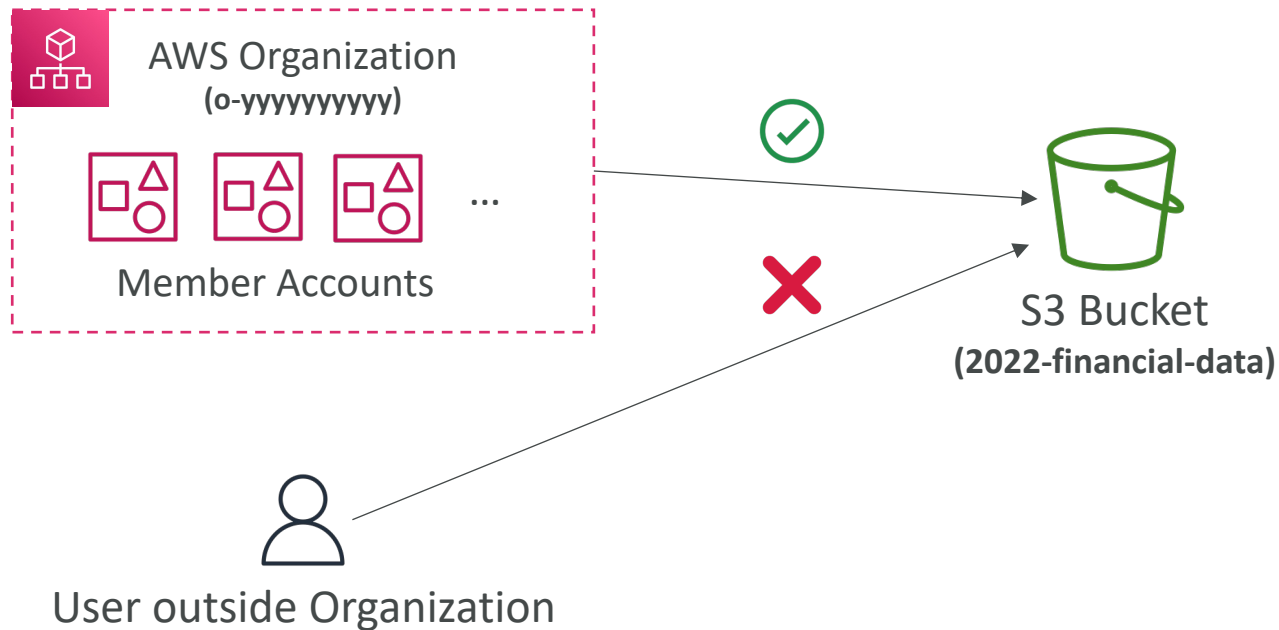 AWS Organization
(o-yyyyyyyyyy)
...
Member Accounts
S3 Bucket
(2022-financial-data)
User outside Organization